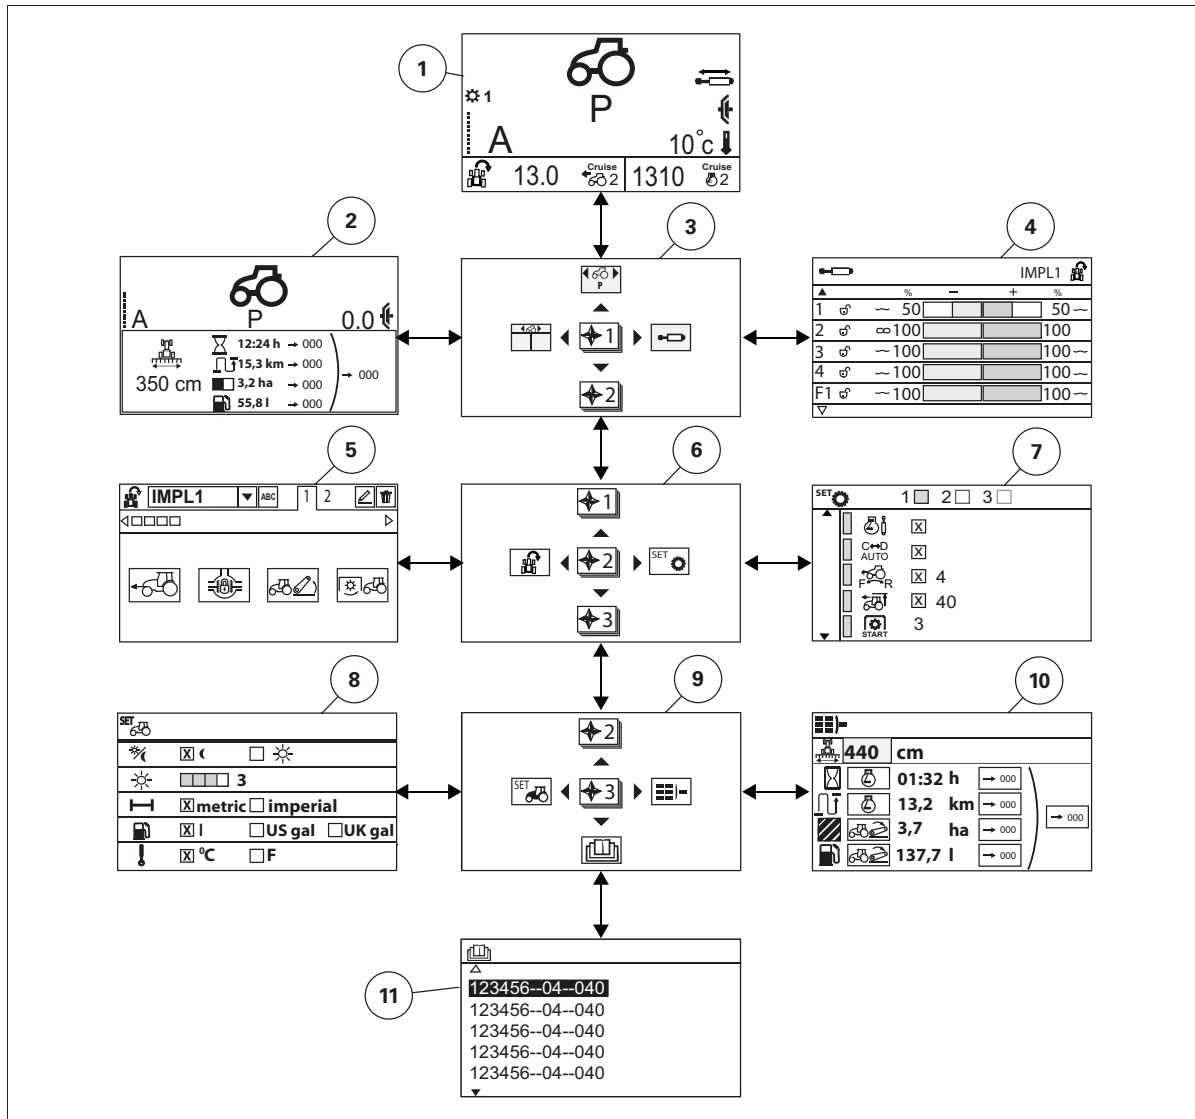 1
1
P
A
10°c
13.0
Cruise
2
1310
Cruise
2
2
A
P
0.0
350 cm
12:24 h → 000
15,3 km → 000
3,2 ha → 000
55,8 l → 000
→ 000
3
P
1
2
4
IMPL1
% − + %
1 50 50
2 ∞ 100 100
3 100 100
4 100 100
F1 100 100
5
IMPL1
ABC
1 2
6
1
2
SET
3
7
SET
1 2 3
X
C↔D
AUTO
X
F R
X 4
X 40
START
3
8
SET
X
3
X metric imperial
X l US gal UK gal
X °C F
9
2
SET
3
10
440 cm
01:32 h → 000
13,2 km → 000
3,7 ha → 000
137,7 l → 000
→ 000
11
123456--04--040
123456--04--040
123456--04--040
123456--04--040
123456--04--040